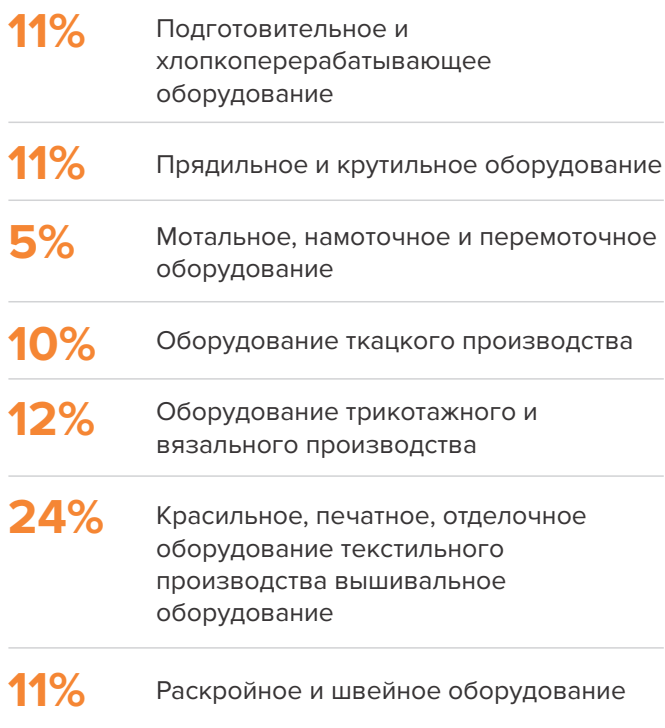 11% Подготовительное и
хлопкоперерабатывающее
оборудование
11% Прядильное и крутильное оборудование
5% Мотальное, намоточное и перемоточное
оборудование
10% Оборудование ткацкого производства
12% Оборудование трикотажного и
вязального производства
24% Красильное, печатное, отделочное
оборудование текстильного
производства вышивальное
оборудование
11% Раскройное и швейное оборудование